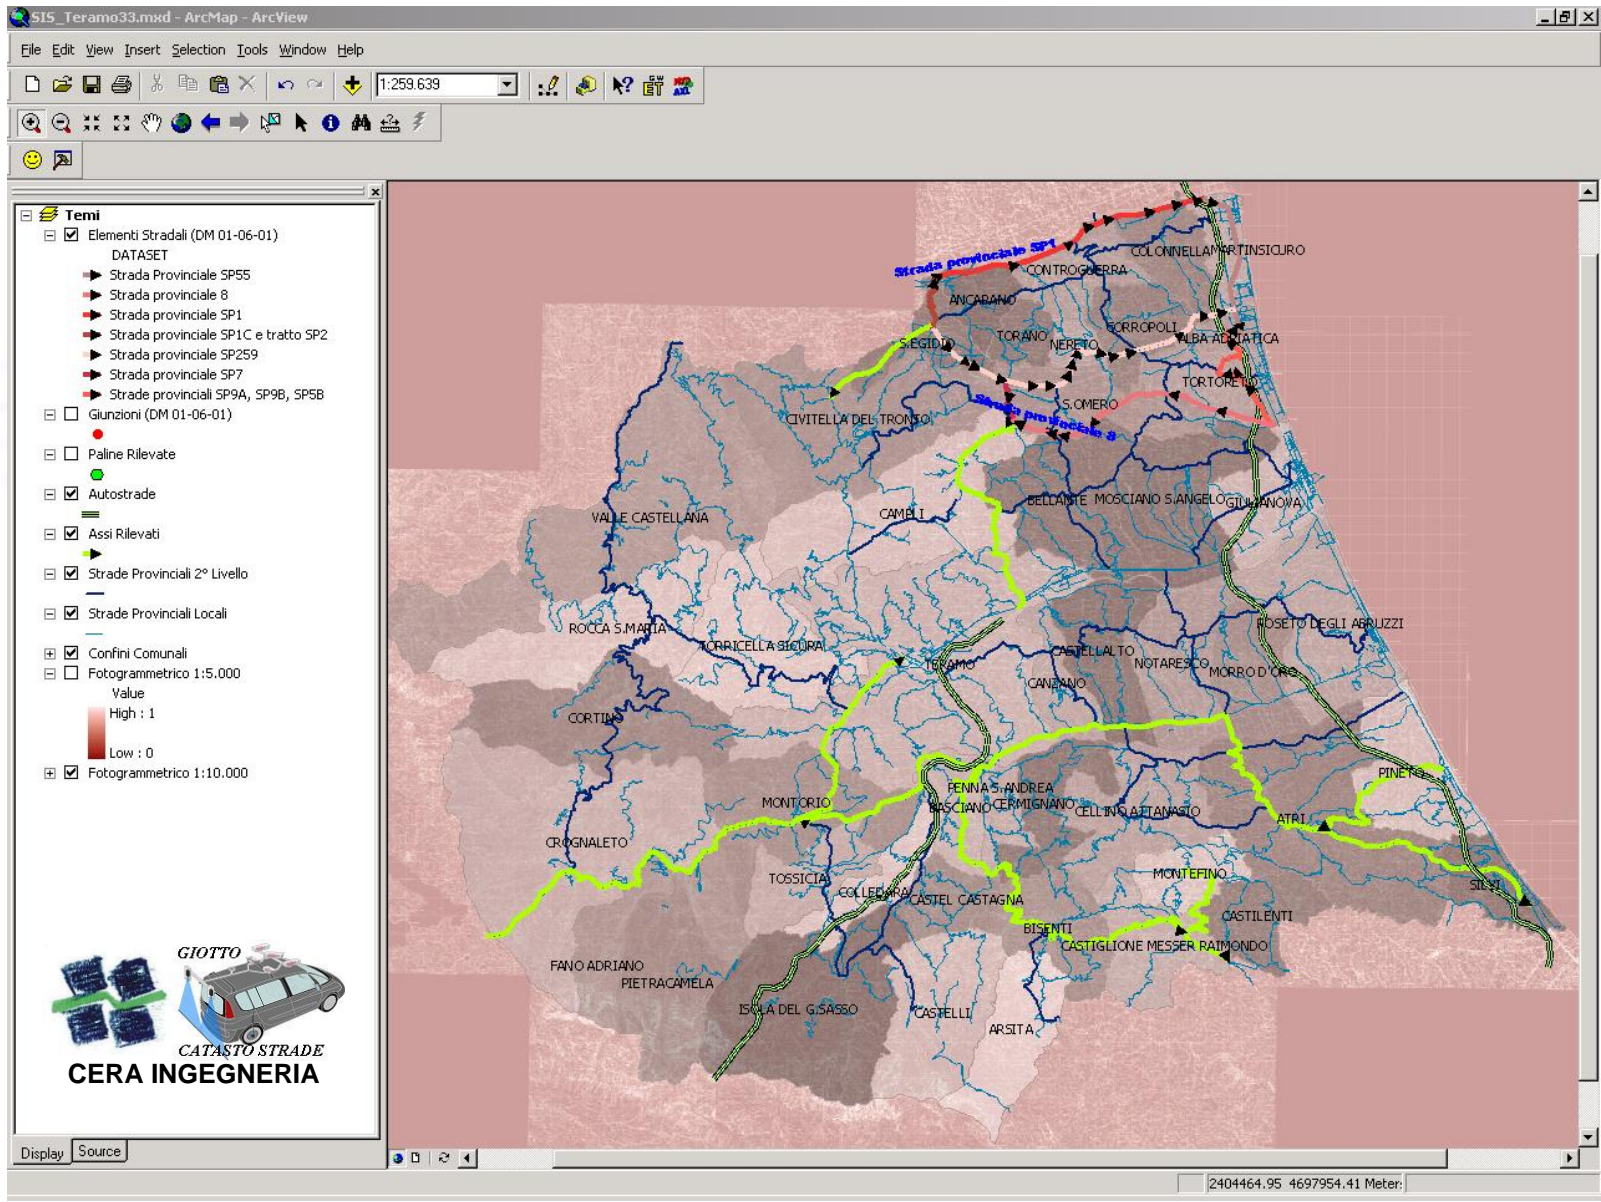 SIS_Teramo33.mxd - ArcMap - ArcView
File Edit View Insert Selection Tools Window Help
1:259.639
Temi
Elementi Stradali (DM 01-06-01)
DATASET
Strada Provinciale SP55
Strada provinciale 8
Strada provinciale SP1
Strada provinciale SP1C e tratto SP2
Strada provinciale SP259
Strada provinciale SP7
Strade provinciali SP9A, SP9B, SP5B
Giunzioni (DM 01-06-01)
Paline Rilevate
Autostrade
Assi Rilevati
Strade Provinciali 2° Livello
Strade Provinciali Locali
Confini Comunali
Fotogrammetrico 1:5.000
Value
High : 1
Low : 0
Fotogrammetrico 1:10.000
GIOTTO
CATASTO STRADE
CERA INGEGNERIA
Display Source
Strada provinciale SP1
COLONNELLA MARTINSICURO
CONTROGUERRA
ANCARANO
TORANO
CORROPOLI
S.EGIDIO
NERETO
ALBA ADRIATICA
TORTORETO
Strada provinciale 8
S.OMERO
CIVITELLA DEL TRONTO
BELLANTE
MOSCIANO S.ANGELO
GIULIANOVA
CAMPLI
VALLE CASTELLANA
ROCCA S.MARIA
TORRICELLA SICURA
ROSETO DEGLI ABRUZZI
TERAMO
CASTELLALTO
NOTARESCO
MORRO D'ORO
CANZANO
CORTINO
PINETO
PENNA S.ANDREA
MONTORIO
BASCIANO
CERMIGNANO
CELLINO ATTANASIO
ATRI
CROGNALETO
TOSSICIA
MONTEFINO
COLLEDARA
CASTEL CASTAGNA
SILVI
CASTILENTI
BISENTI
CASTIGLIONE MESSER RAIMONDO
FANO ADRIANO
PIETRACAMELA
ISOLA DEL G.SASSO
CASTELLI
ARSITA
2404464.95 4697954.41 Meter: